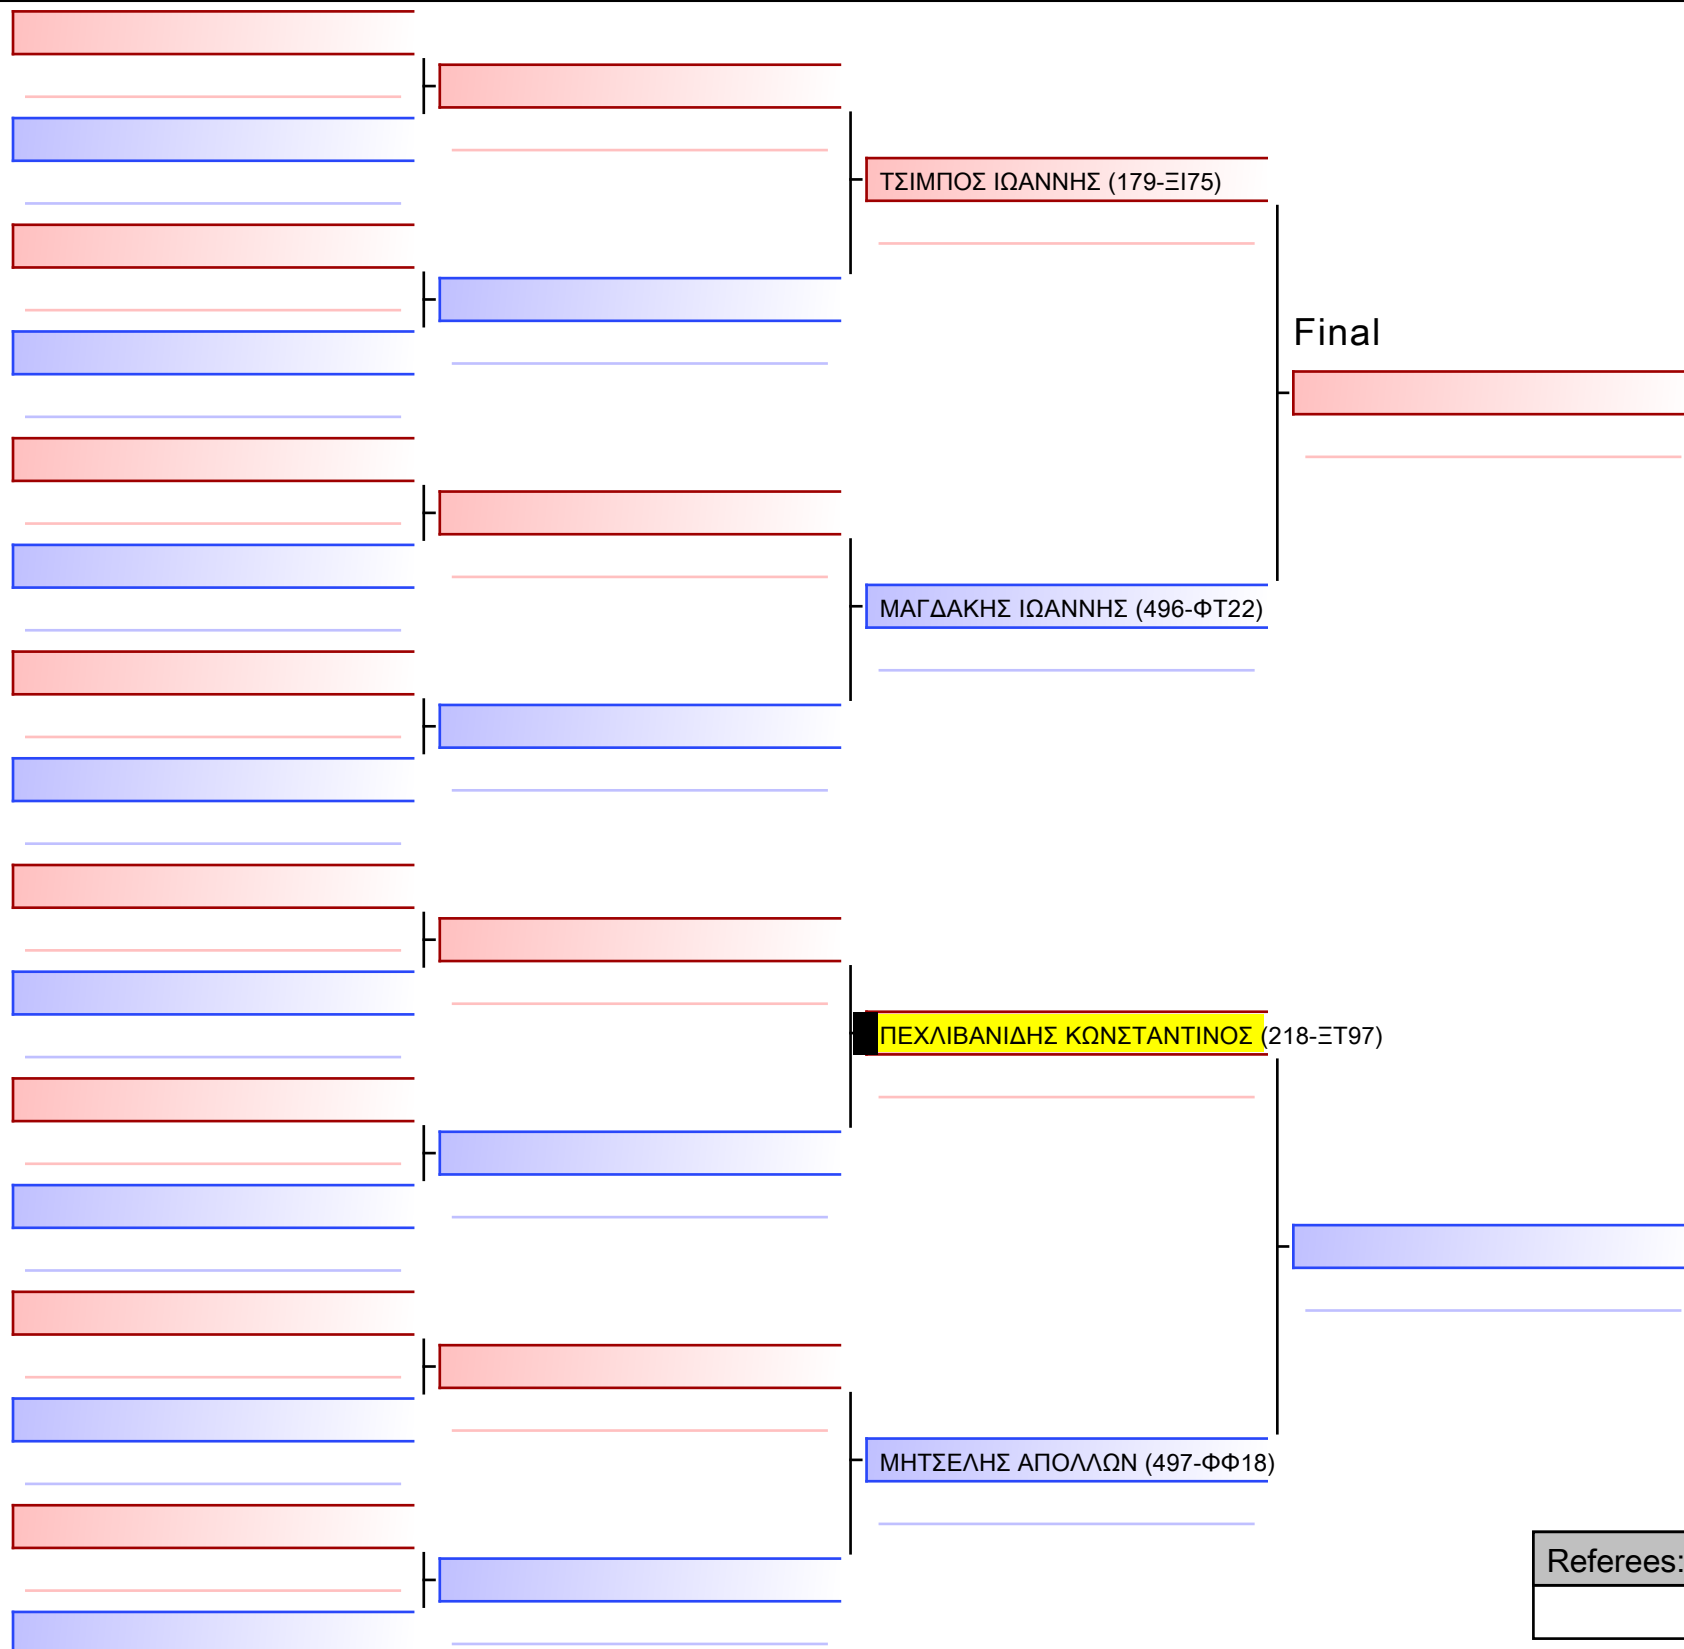 ΤΣΙΜΠΟΣ ΙΩΑΝΝΗΣ (179-ΞΙ75)
Final
ΜΑΓΔΑΚΗΣ ΙΩΑΝΝΗΣ (496-ΦΤ22)
ΠΕΧΛΙΒΑΝΙΔΗΣ ΚΩΝΣΤΑΝΤΙΝΟΣ (218-ΞΤ97)
ΜΗΤΣΕΛΗΣ ΑΠΟΛΛΩΝ (497-ΦΦ18)
Referees: